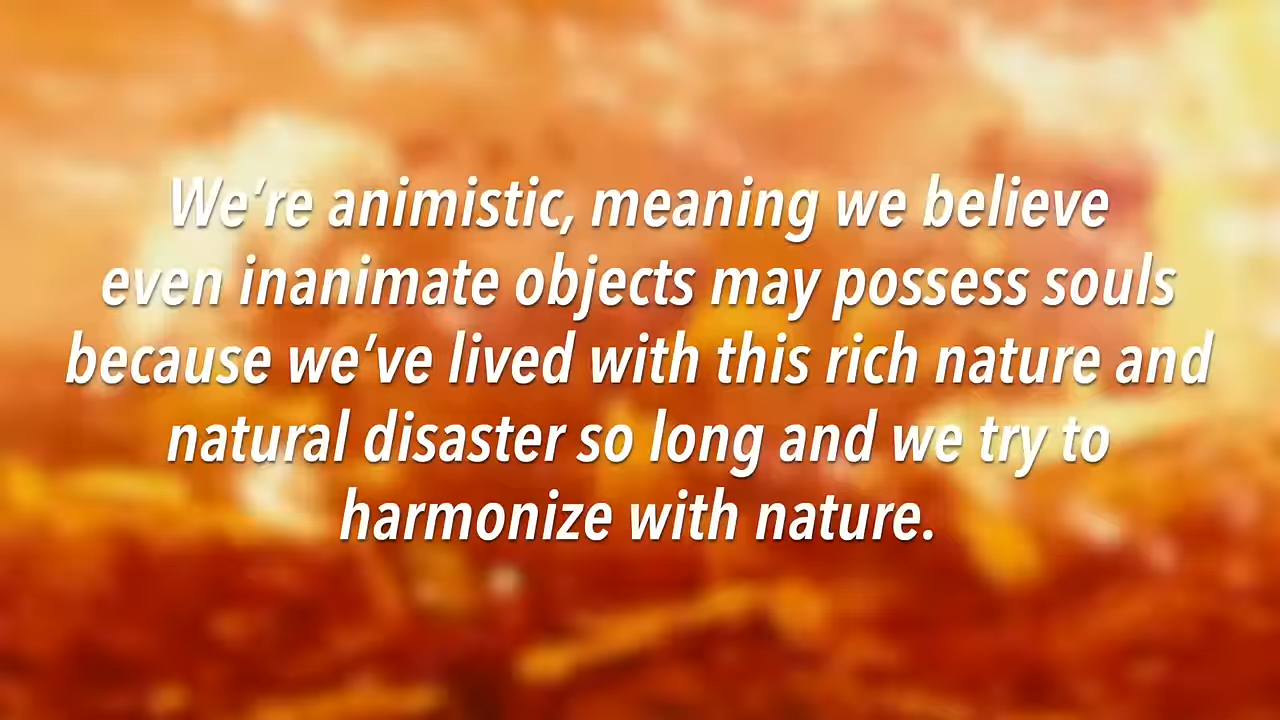 We're animistic, meaning we believe
even inanimate objects may possess souls
because we've lived with this rich nature and
natural disaster so long and we try to
harmonize with nature.